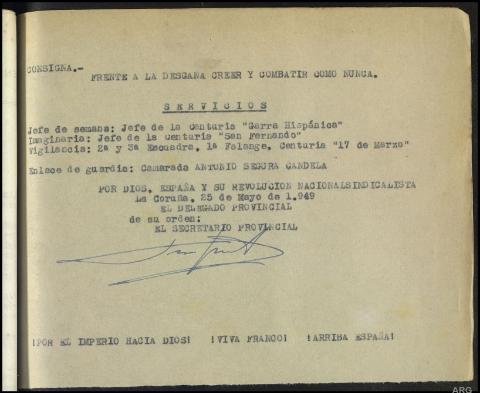 CONSIGNA.-
FRENTE A LA DESGANA CREER Y COMBATIR COMO NUNCA.
SERVICIOS
Jefe de semana: Jefe de la Centuria "Garra Hispánica"
Imaginaria: Jefe de la Centuria "San Fernando"
Vigilancia: 2ª y 3ª Escuadra, 1ª Falange, Centuria "17 de Marzo"
Enlace de guardia: Camarada ANTONIO SEGURA CANDELA
POR DIOS, ESPAÑA Y SU REVOLUCION NACIONALSINDICALISTA
La Coruña, 25 de Mayo de 1.949
EL DELEGADO PROVINCIAL
de su orden:
EL SECRETARIO PROVINCIAL
¡POR EL IMPERIO HACIA DIOS! ¡VIVA FRANCO! ¡ARRIBA ESPAÑA!
ARG